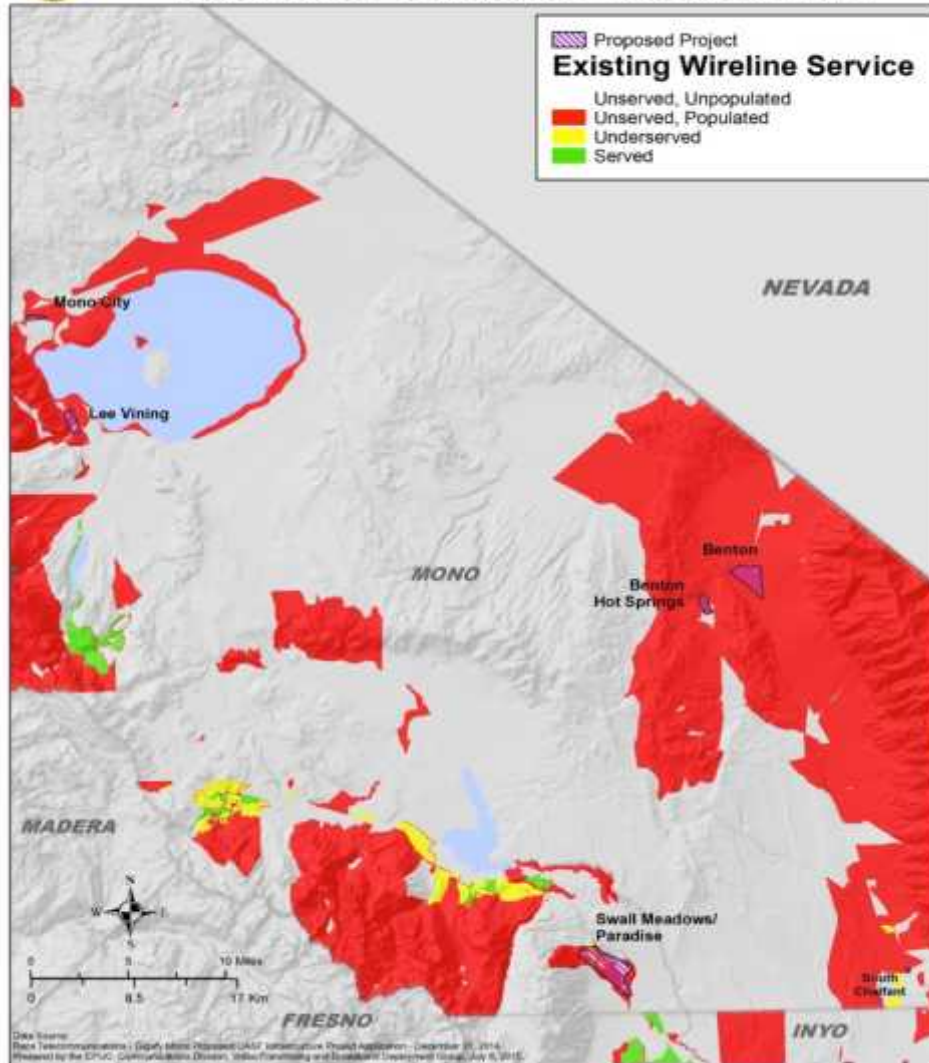 Proposed Project
Existing Wireline Service
Unserved, Unpopulated
Unserved, Populated
Underserved
Served
NEVADA
Mono City
Lee Vining
MONO
Benton
Benton
Hot Springs
MADERA
N
W
E
S
0 5 10 Miles
0 8.5 17 Km
Swall Meadows/
Paradise
South
Chalfant
FRESNO
INYO
Data Source: